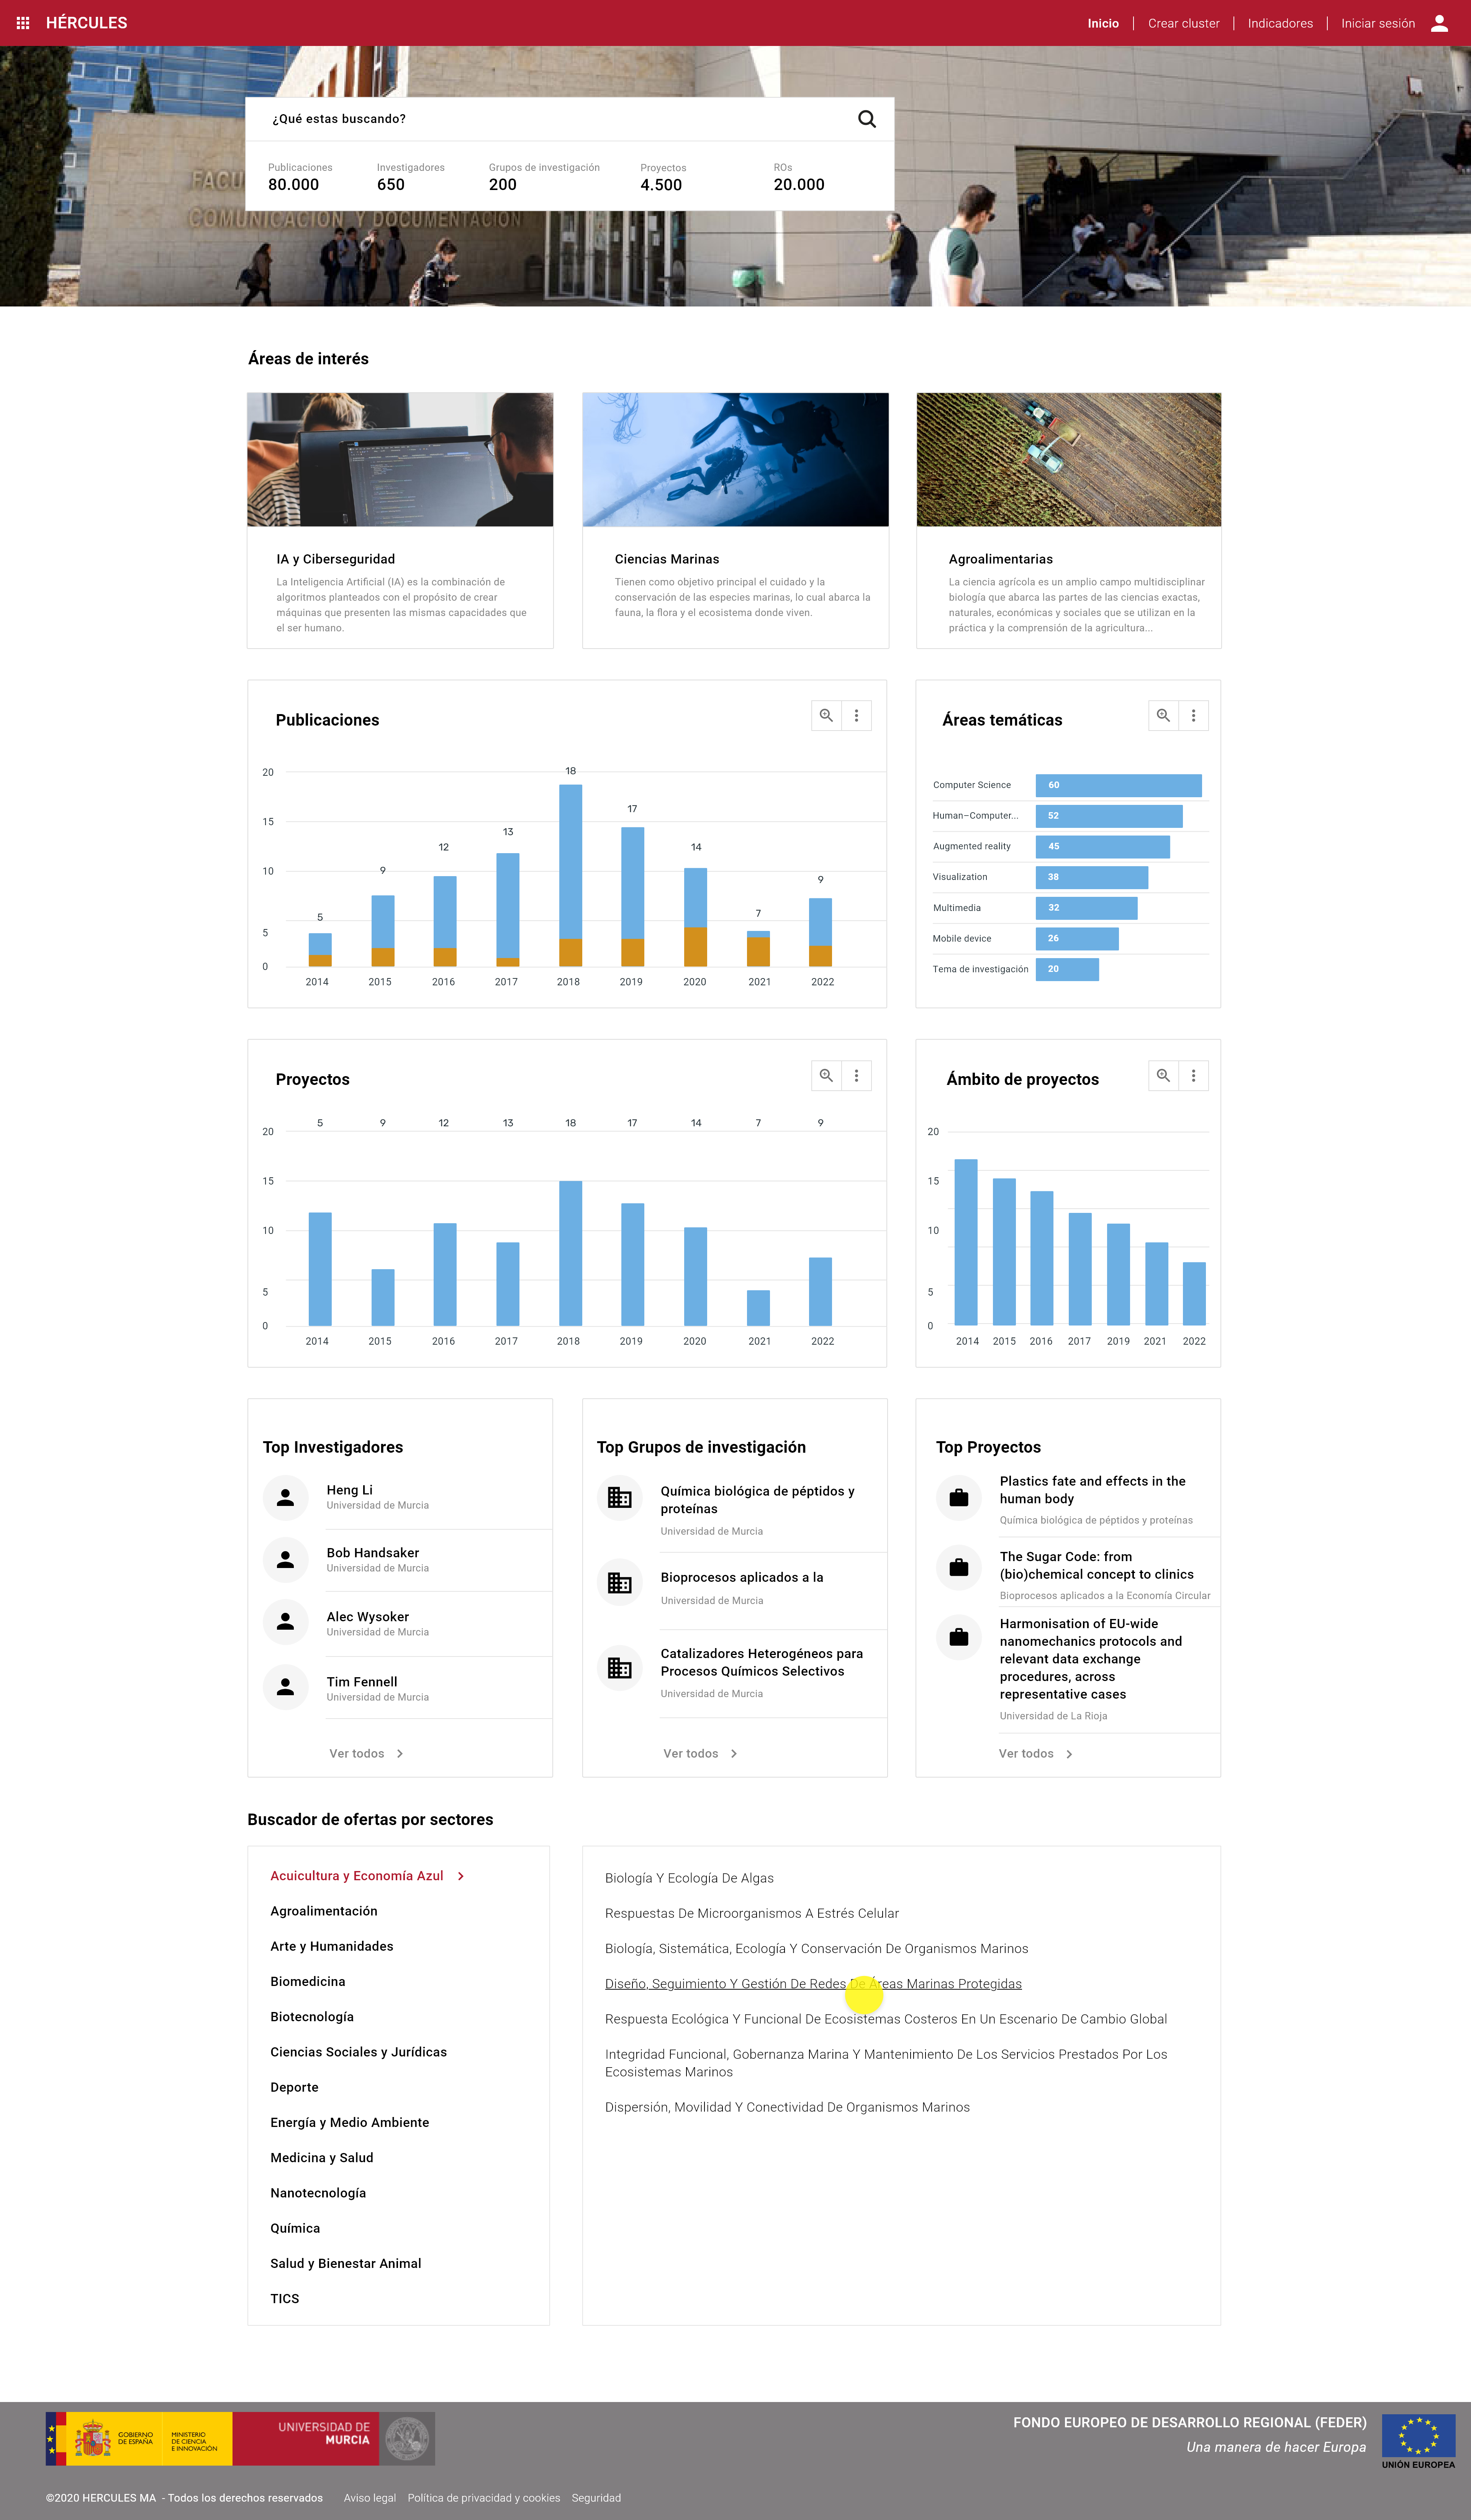 HÉRCULES
Inicio
Crear cluster
Indicadores
Iniciar sesión
¿Qué estas buscando?
Publicaciones
80.000
Investigadores
650
Grupos de investigación
200
Proyectos
4.500
ROs
20.000
FACU
COMUNICACIÓN Y DOCUMENTACIÓN
Áreas de interés
IA y Ciberseguridad
La Inteligencia Artificial (IA) es la combinación de
algoritmos planteados con el propósito de crear
máquinas que presenten las mismas capacidades que
el ser humano.
Ciencias Marinas
Tienen como objetivo principal el cuidado y la
conservación de las especies marinas, lo cual abarca la
fauna, la flora y el ecosistema donde viven.
Agroalimentarias
La ciencia agrícola es un amplio campo multidisciplinar
biología que abarca las partes de las ciencias exactas,
naturales, económicas y sociales que se utilizan en la
práctica y la comprensión de la agricultura...
Publicaciones
20
15
10
5
0
5
9
12
13
18
17
14
7
9
2014
2015
2016
2017
2018
2019
2020
2021
2022
Áreas temáticas
Computer Science 60
Human–Computer... 52
Augmented reality 45
Visualization 38
Multimedia 32
Mobile device 26
Tema de investigación 20
Proyectos
5
9
12
13
18
17
14
7
9
20
15
10
5
0
2014
2015
2016
2017
2018
2019
2020
2021
2022
Ámbito de proyectos
20
15
10
5
0
2014
2015
2016
2017
2019
2021
2022
Top Investigadores
Heng Li
Universidad de Murcia
Bob Handsaker
Universidad de Murcia
Alec Wysoker
Universidad de Murcia
Tim Fennell
Universidad de Murcia
Ver todos
Top Grupos de investigación
Química biológica de péptidos y
proteínas
Universidad de Murcia
Bioprocesos aplicados a la
Universidad de Murcia
Catalizadores Heterogéneos para
Procesos Químicos Selectivos
Universidad de Murcia
Ver todos
Top Proyectos
Plastics fate and effects in the
human body
Química biológica de péptidos y proteínas
The Sugar Code: from
(bio)chemical concept to clinics
Bioprocesos aplicados a la Economía Circular
Harmonisation of EU-wide
nanomechanics protocols and
relevant data exchange
procedures, across
representative cases
Universidad de La Rioja
Ver todos
Buscador de ofertas por sectores
Acuicultura y Economía Azul
Agroalimentación
Arte y Humanidades
Biomedicina
Biotecnología
Ciencias Sociales y Jurídicas
Deporte
Energía y Medio Ambiente
Medicina y Salud
Nanotecnología
Química
Salud y Bienestar Animal
TICS
Biología Y Ecología De Algas
Respuestas De Microorganismos A Estrés Celular
Biología, Sistemática, Ecología Y Conservación De Organismos Marinos
Diseño, Seguimiento Y Gestión De Redes De Áreas Marinas Protegidas
Respuesta Ecológica Y Funcional De Ecosistemas Costeros En Un Escenario De Cambio Global
Integridad Funcional, Gobernanza Marina Y Mantenimiento De Los Servicios Prestados Por Los
Ecosistemas Marinos
Dispersión, Movilidad Y Conectividad De Organismos Marinos
GOBIERNO
DE ESPAÑA
MINISTERIO
DE CIENCIA
E INNOVACIÓN
UNIVERSIDAD DE
MURCIA
FONDO EUROPEO DE DESARROLLO REGIONAL (FEDER)
Una manera de hacer Europa
UNIÓN EUROPEA
©2020 HERCULES MA - Todos los derechos reservados
Aviso legal
Política de privacidad y cookies
Seguridad